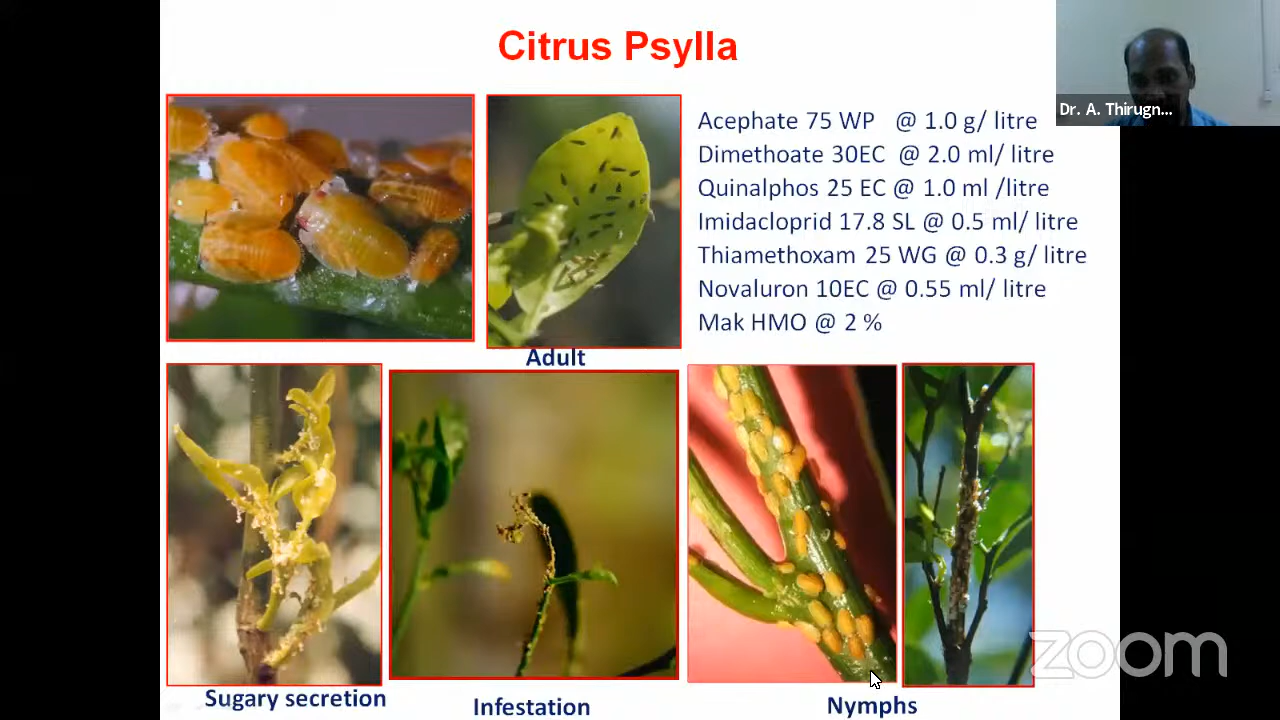 Citrus Psylla
Dr. A. Thirugn...
Acephate 75 WP @ 1.0 g/ litre
Dimethoate 30EC @ 2.0 ml/ litre
Quinalphos 25 EC @ 1.0 ml /litre
Imidacloprid 17.8 SL @ 0.5 ml/ litre
Thiamethoxam 25 WG @ 0.3 g/ litre
Novaluron 10EC @ 0.55 ml/ litre
Mak HMO @ 2 %
Adult
Sugary secretion
Infestation
Nymphs
zoom